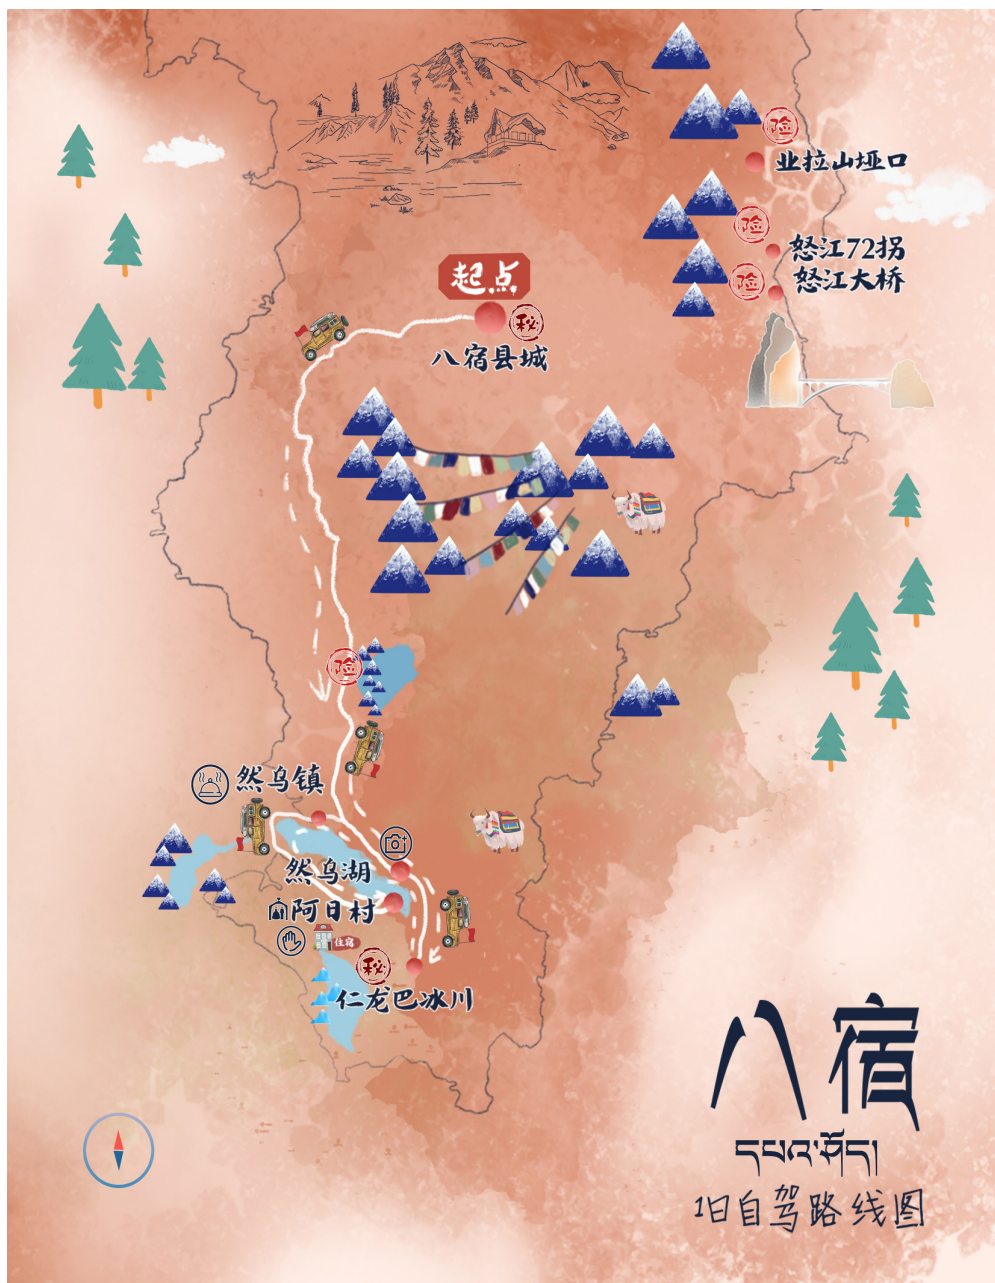 险
业拉山垭口
险
怒江72拐
险
怒江大桥
起点
秘
八宿县城
险
然乌镇
然乌湖
阿日村
住宿
秘
仁龙巴冰川
八宿
དཔའ་ཤོད།
1日自驾路线图